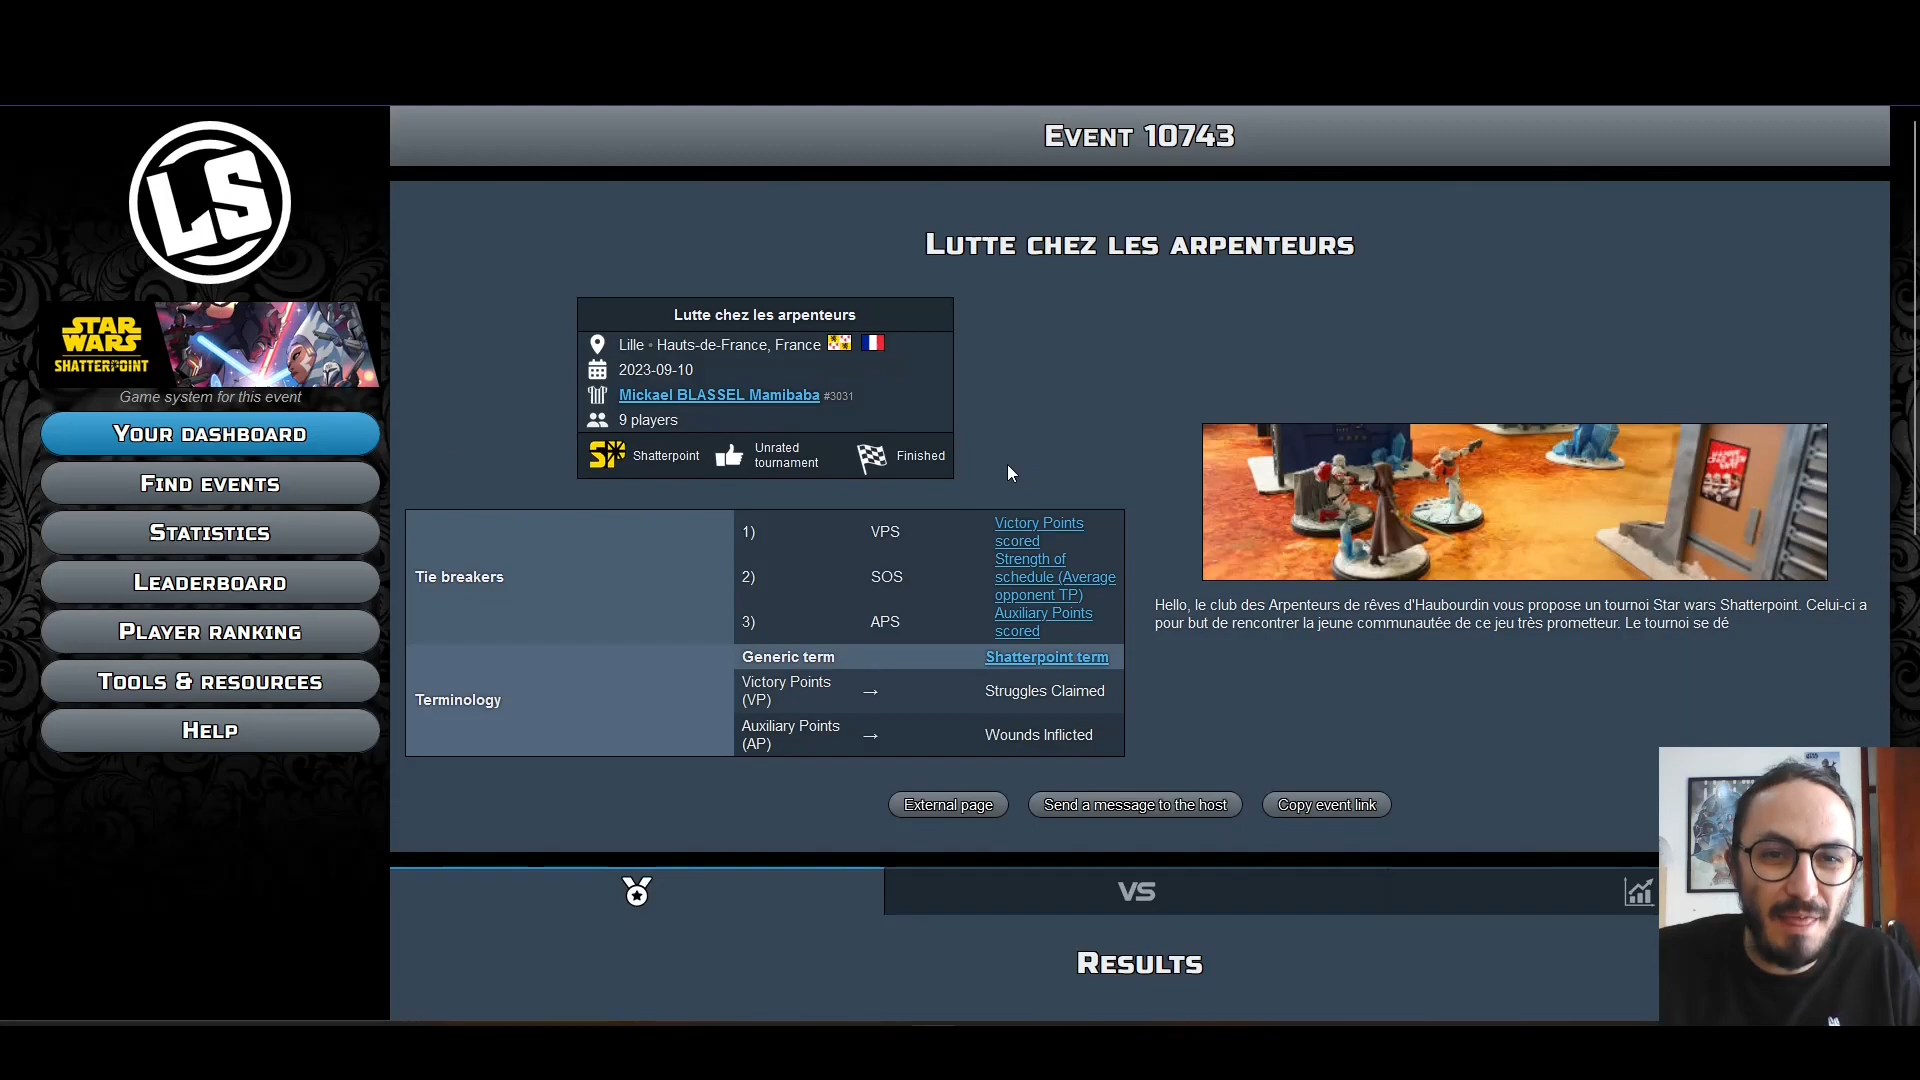 EVENT 10743
LS
STAR
WARS
SHATTERPOINT
Game system for this event
YOUR DASHBOARD
FIND EVENTS
STATISTICS
LEADERBOARD
PLAYER RANKING
TOOLS & RESOURCES
HELP
LUTTE CHEZ LES ARPENTEURS
Lutte chez les arpenteurs
Lille • Hauts-de-France, France
2023-09-10
Mickael BLASSEL Mamibaba #3031
9 players
SP Shatterpoint
Unrated
tournament
Finished
Tie breakers
1) VPS Victory Points
scored
2) SOS Strength of
schedule (Average
opponent TP)
3) APS Auxiliary Points
scored
Terminology
Generic term Shatterpoint term
Victory Points
(VP) → Struggles Claimed
Auxiliary Points
(AP) → Wounds Inflicted
Hello, le club des Arpenteurs de rêves d'Haubourdin vous propose un tournoi Star wars Shatterpoint. Celui-ci a
pour but de rencontrer la jeune communautée de ce jeu très prometteur. Le tournoi se dé
External page
Send a message to the host
Copy event link
VS
RESULTS